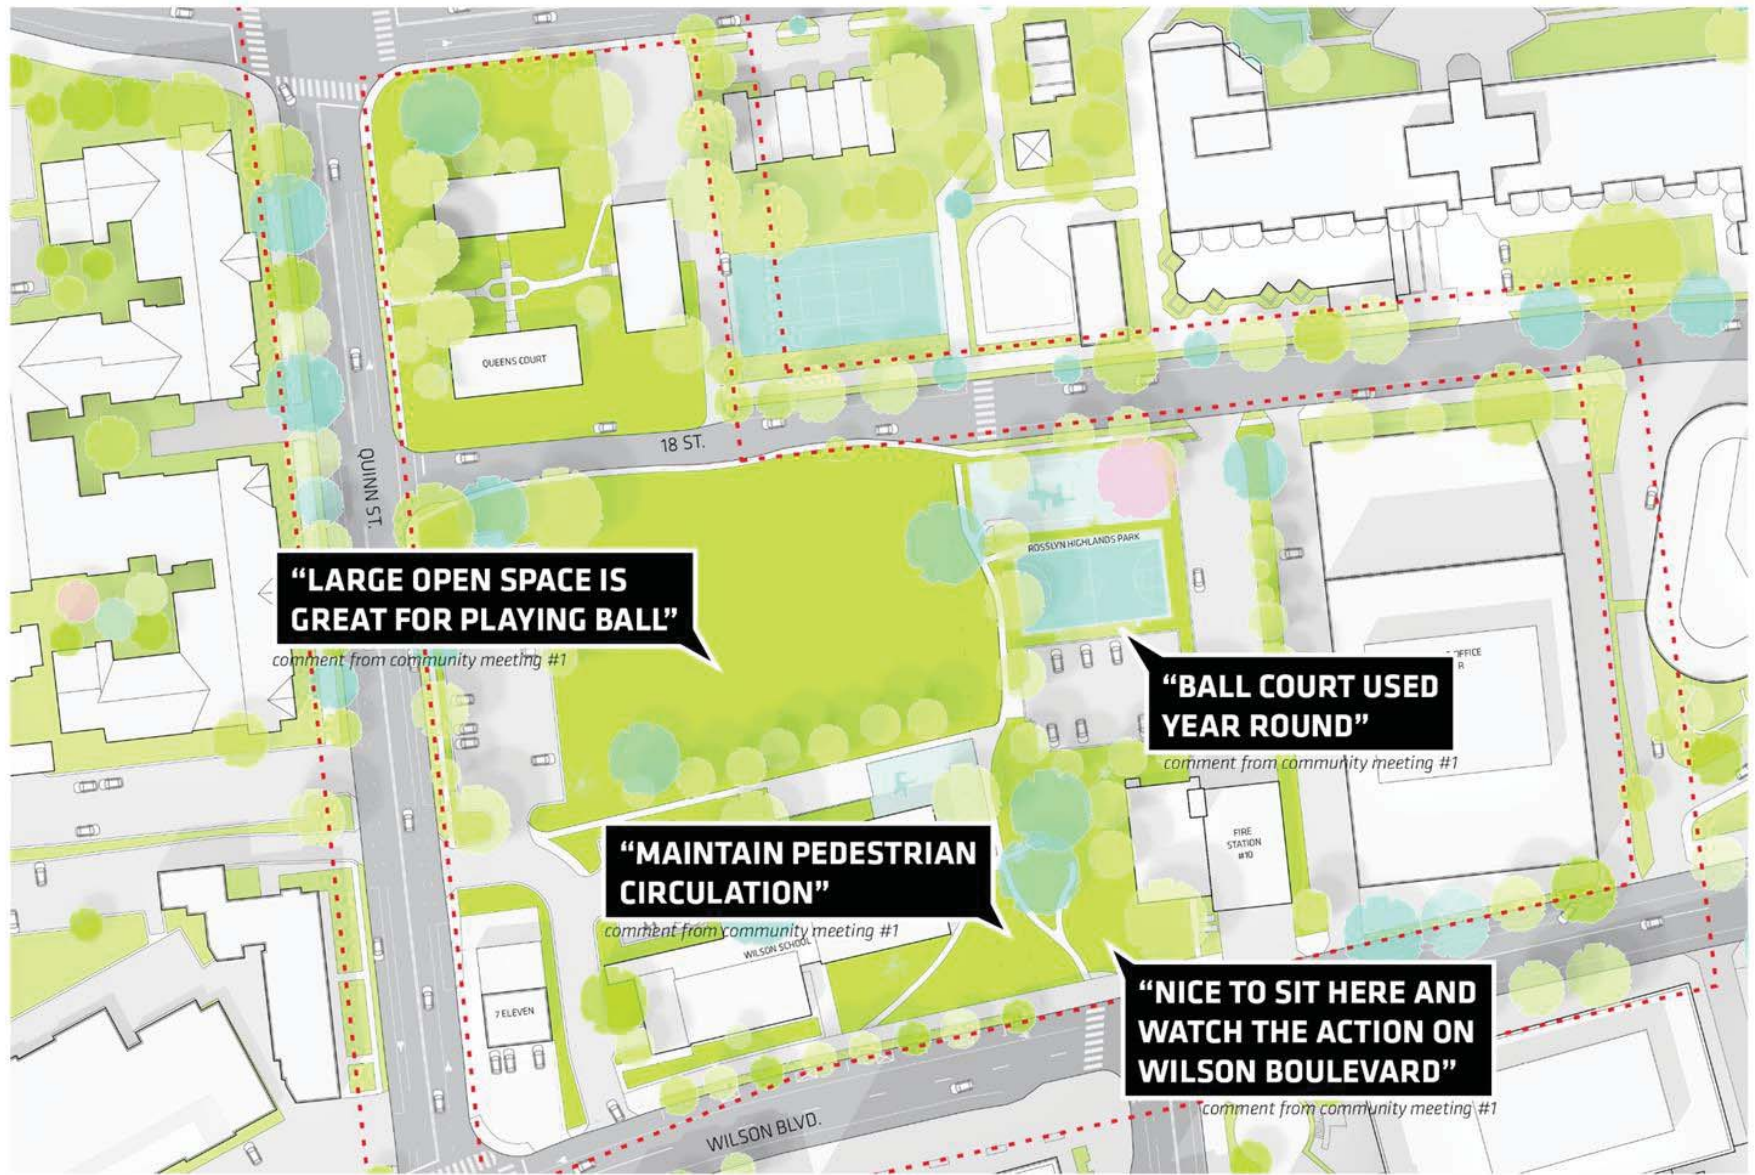 QUEENS COURT
18 ST.
QUINN ST.
“LARGE OPEN SPACE IS
GREAT FOR PLAYING BALL”
comment from community meeting #1
ROSSLYN HIGHLANDS PARK
“BALL COURT USED
YEAR ROUND”
comment from community meeting #1
OFFICE
R
FIRE
STATION
#10
“MAINTAIN PEDESTRIAN
CIRCULATION”
comment from community meeting #1
WILSON SCHOOL
7 ELEVEN
“NICE TO SIT HERE AND
WATCH THE ACTION ON
WILSON BOULEVARD”
comment from community meeting #1
WILSON BLVD.